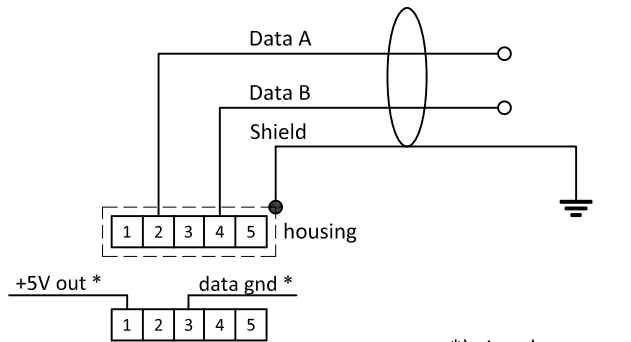 Data A
Data B
Shield
1 2 3 4 5
housing
+5V out *
data gnd *
1 2 3 4 5